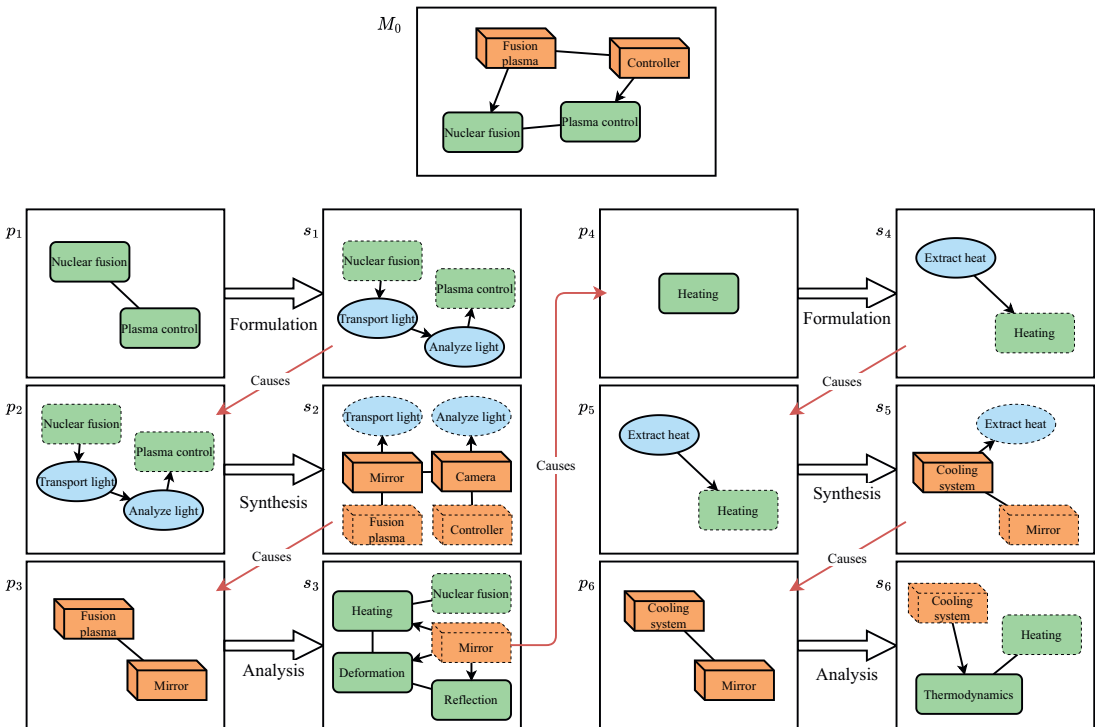 M₀
Fusion
plasma
Controller
Nuclear fusion
Plasma control
p₁
Nuclear fusion
Plasma control
Formulation
s₁
Nuclear fusion
Plasma control
Transport light
Analyze light
p₄
Heating
Formulation
s₄
Extract heat
Heating
Causes
Causes
p₂
Nuclear fusion
Plasma control
Transport light
Analyze light
Synthesis
s₂
Transport light
Analyze light
Mirror
Camera
Fusion
plasma
Controller
Causes
p₅
Extract heat
Heating
Synthesis
s₅
Extract heat
Cooling
system
Mirror
Causes
Causes
p₃
Fusion
plasma
Mirror
Analysis
s₃
Heating
Nuclear fusion
Mirror
Deformation
Reflection
p₆
Cooling
system
Mirror
Analysis
s₆
Cooling
system
Heating
Thermodynamics